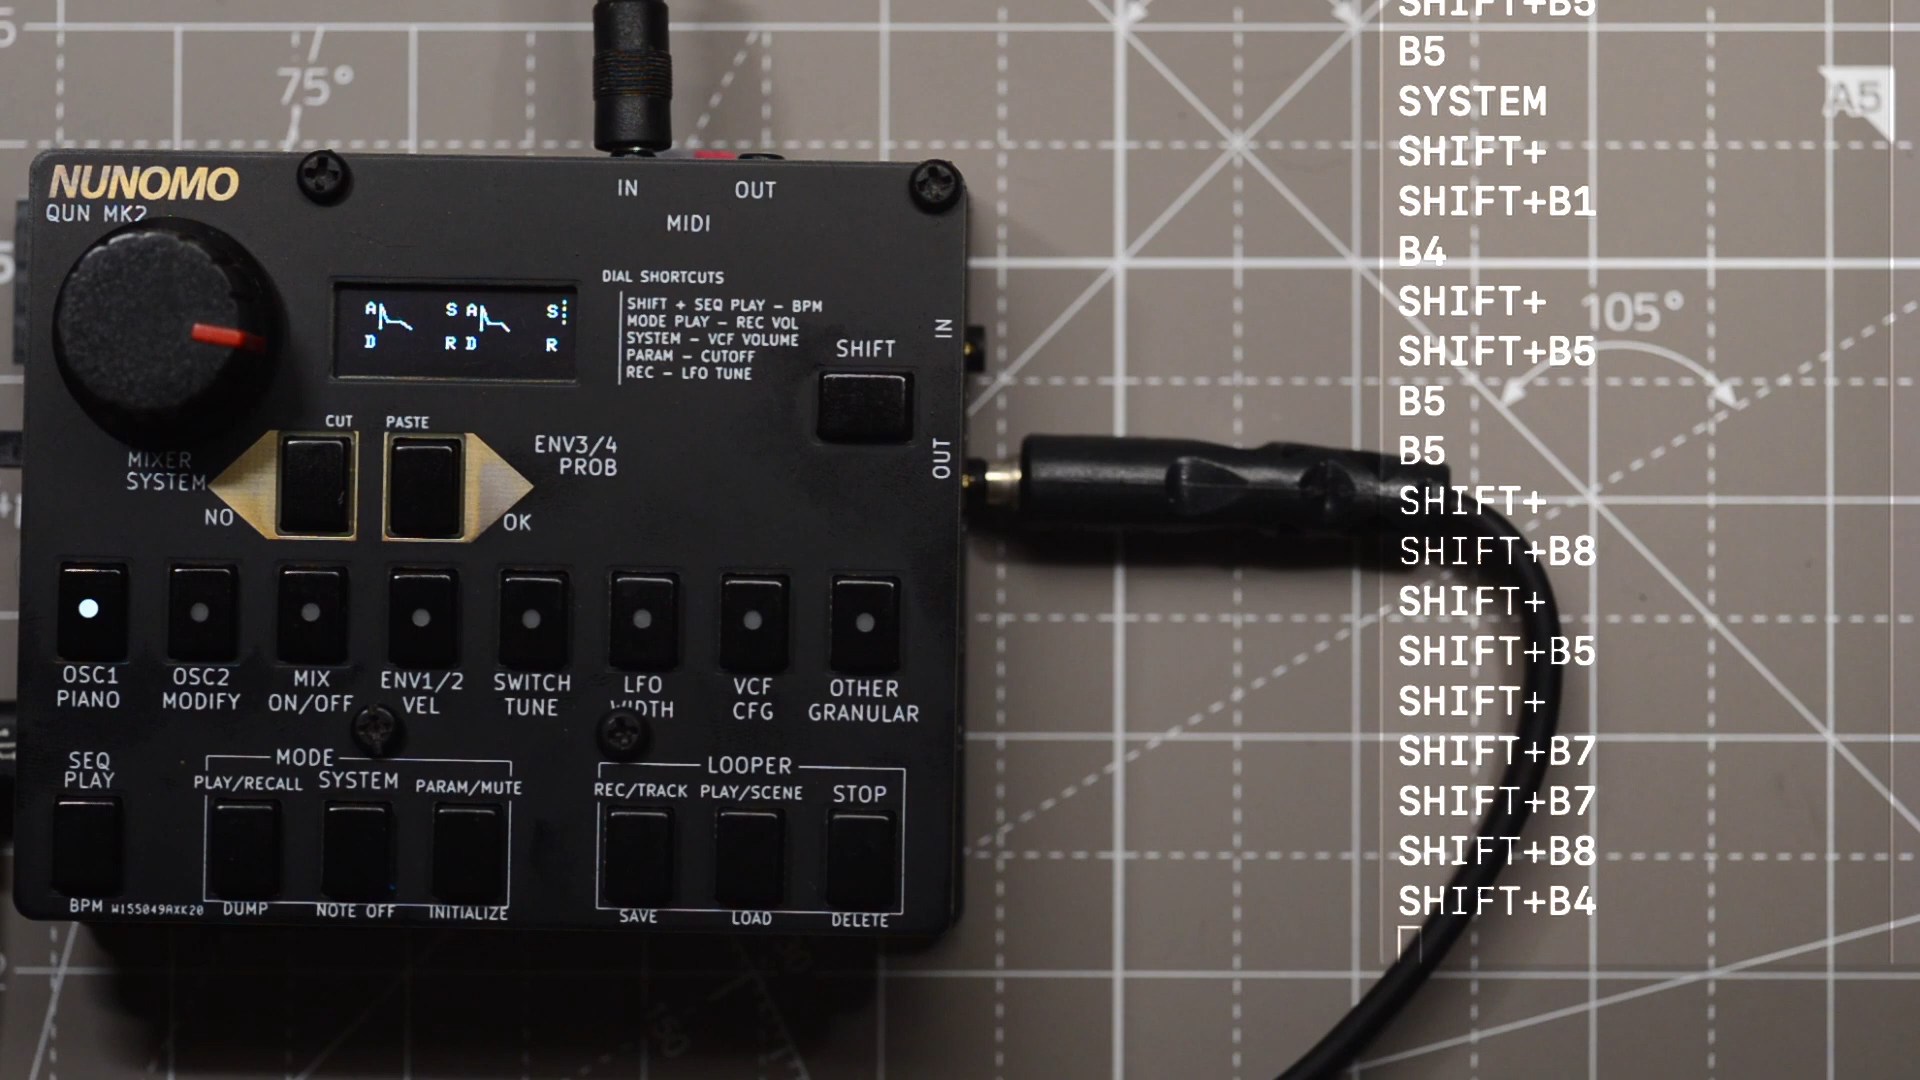 75°
A5
105°
NUNOMO
QUN MK2
IN
OUT
MIDI
DIAL SHORTCUTS
SHIFT + SEQ PLAY – BPM
MODE PLAY – REC VOL
SYSTEM – VCF VOLUME
PARAM – CUTOFF
REC – LFO TUNE
A S A S
D R D R
SHIFT
IN
OUT
CUT PASTE
MIXER
SYSTEM
NO
OK
ENV3/4
PROB
OSC1
PIANO
OSC2
MODIFY
MIX
ON/OFF
ENV1/2
VEL
SWITCH
TUNE
LFO
WIDTH
VCF
CFG
OTHER
GRANULAR
SEQ
PLAY
MODE
PLAY/RECALL SYSTEM PARAM/MUTE
LOOPER
REC/TRACK PLAY/SCENE STOP
BPM W155049AXK20 DUMP NOTE OFF INITIALIZE
SAVE LOAD DELETE
SHIFT+B5
B5
SYSTEM
SHIFT+
SHIFT+B1
B4
SHIFT+
SHIFT+B5
B5
B5
SHIFT+
SHIFT+B8
SHIFT+
SHIFT+B5
SHIFT+
SHIFT+B7
SHIFT+B7
SHIFT+B8
SHIFT+B4